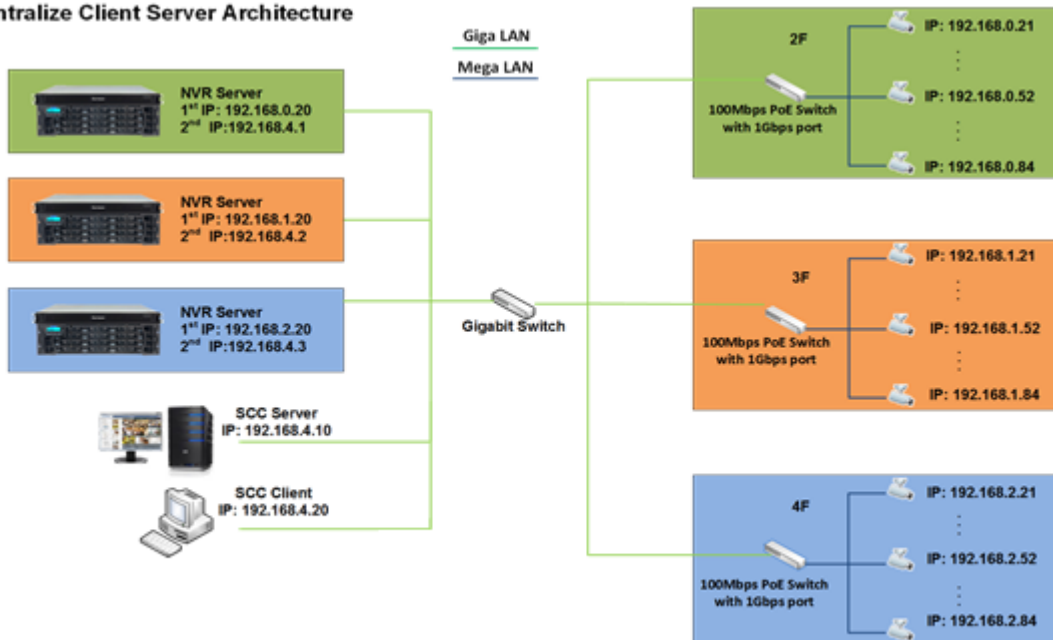 ntralize Client Server Architecture
Giga LAN
Mega LAN
NVR Server
1st IP: 192.168.0.20
2nd IP:192.168.4.1
NVR Server
1st IP: 192.168.1.20
2nd IP:192.168.4.2
NVR Server
1st IP: 192.168.2.20
2nd IP:192.168.4.3
SCC Server
IP: 192.168.4.10
SCC Client
IP: 192.168.4.20
Gigabit Switch
2F
100Mbps PoE Switch
with 1Gbps port
IP: 192.168.0.21
IP: 192.168.0.52
IP: 192.168.0.84
3F
100Mbps PoE Switch
with 1Gbps port
IP: 192.168.1.21
IP: 192.168.1.52
IP: 192.168.1.84
4F
100Mbps PoE Switch
with 1Gbps port
IP: 192.168.2.21
IP: 192.168.2.52
IP: 192.168.2.84